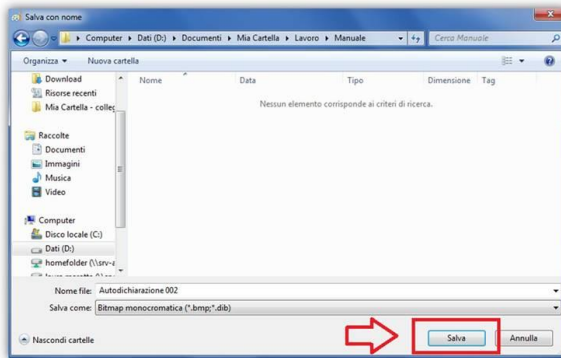 Salva con nome
Computer ▸ Dati (D:) ▸ Documenti ▸ Mia Cartella ▸ Lavoro ▸ Manuale
Cerca Manuale
Organizza
Nuova cartella
Download
Risorse recenti
Mia Cartella - colleg
Raccolte
Documenti
Immagini
Musica
Video
Computer
Disco locale (C:)
Dati (D:)
homefolder (\\srv-a
Nome Data Tipo Dimensione Tag
Nessun elemento corrisponde ai criteri di ricerca.
Nome file: Autodichiarazione 002
Salva come: Bitmap monocromatica (*.bmp;*.dib)
Nascondi cartelle
Salva
Annulla